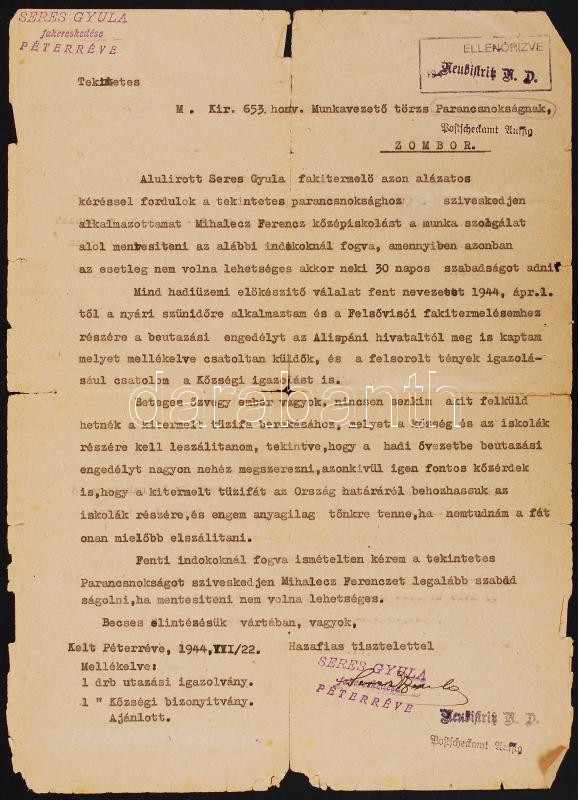 SERES GYULA
fakereskedése
PÉTERRÉVE
ELLENŐRIZVE
Neudistritz N. D.
Tekintetes
M. Kir. 653.honv. Munkavezető törzs Parancsnokságnak,
Postscheckamt Aussig
ZOMBOR.
Alulirott Seres Gyula fakitermelő azon alázatos
kéréssel fordulok a tekintetes parancsnoksághoz sziveskedjen
alkalmazottamat Mihalecz Ferencz középiskolást a munka szolgálat
alol mentesiteni az alábbi indokoknál fogva, amennyiben azonban
az esetleg nem volna lehetséges akkor neki 30 napos szabadságot adni
Mind hadiüzemi előkészitő válalat fent nevezetet 1944, ápr.1.
től a nyári szünidőre alkalmaztam és a Felsővisói fakitermelésemhez
részére a beutazási engedélyt az Alispáni hivataltól meg is kaptam
melyet mellékelve csatoltan küldők, és a felsorolt tények igazolá-
sául csatolom a Községi igazolást is.
Beteges özvegy ember vagyok, nincsen senkim akit felküld
hetnék a kitermelt tüzifa berakásához, melyet a község és az iskolák
részére kell leszálitanom, tekintve,hogy a hadi övezetbe beutazási
engedélyt nagyon nehéz megszerezni,azonkivül igen fontos közérdek
is,hogy a kitermelt tüzifát az Ország határáról behozhassuk az
iskolák részére,és engem anyagilag tönkre tenne,ha nemtudnám a fát
onan mielőbb elszálitani.
Fenti indokoknál fogva ismételten kérem a tekintetes
Parancsnokságot sziveskedjen Mihalecz Ferenczet legalább szabad
ságolni,ha mentesiteni nem volna lehetséges.
Becses elintézésük vártában, vagyok,
Kelt Péterréve, 1944,VII/22. Hazafias tisztelettel
Mellékelve:
1 drb utazási igazolvány.
1 " Községi bizonyitvány.
Ajánlott.
SERES GYULA
fakereskedése
PÉTERRÉVE
Neudistritz N. D.
Postscheckamt Aussig
darabanth